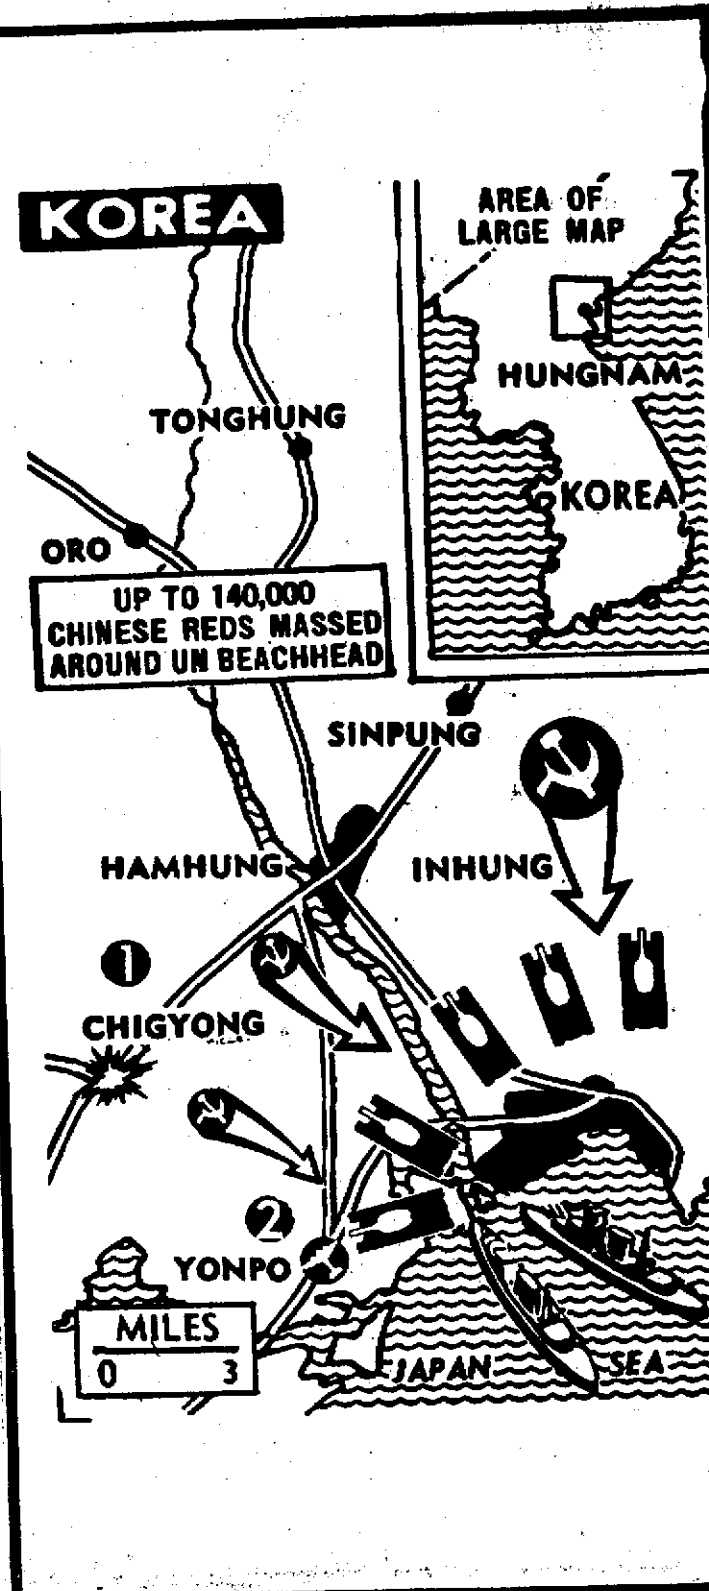 KOREA
AREA OF
LARGE MAP
HUNGNAM
KOREA
TONGHUNG
ORO
UP TO 140,000
CHINESE REDS MASSED
AROUND UN BEACHHEAD
SINPUNG
HAMHUNG
INHUNG
1
CHIGYONG
2
YONPO
MILES
0 3
JAPAN SEA